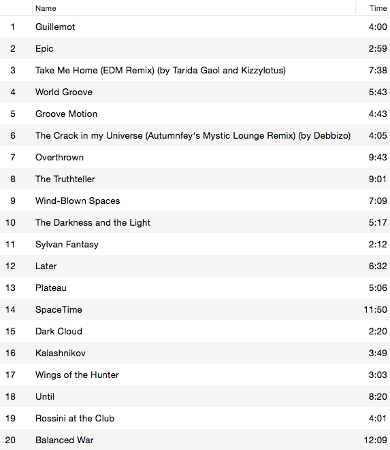 Name Time
1 Guillemot 4:00
2 Epic 2:59
3 Take Me Home (EDM Remix) (by Tarida Gaol and Kizzylotus) 7:38
4 World Groove 5:43
5 Groove Motion 4:43
6 The Crack in my Universe (Autumnfey's Mystic Lounge Remix) (by Debbizo) 4:05
7 Overthrown 9:43
8 The Truthteller 9:01
9 Wind-Blown Spaces 7:09
10 The Darkness and the Light 5:17
11 Sylvan Fantasy 2:12
12 Later 6:32
13 Plateau 5:06
14 SpaceTime 11:50
15 Dark Cloud 2:20
16 Kalashnikov 3:49
17 Wings of the Hunter 3:03
18 Until 8:20
19 Rossini at the Club 4:01
20 Balanced War 12:09